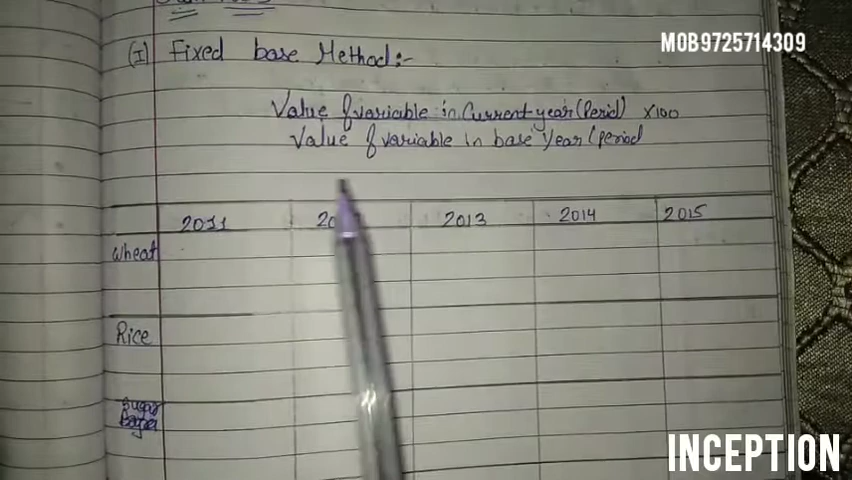 MOB9725714309
(I) Fixed base Method:-
Value of variable in Current year (Period) X100
Value of variable in base year (period
2011 20 2013 2014 2015
Wheat
Rice